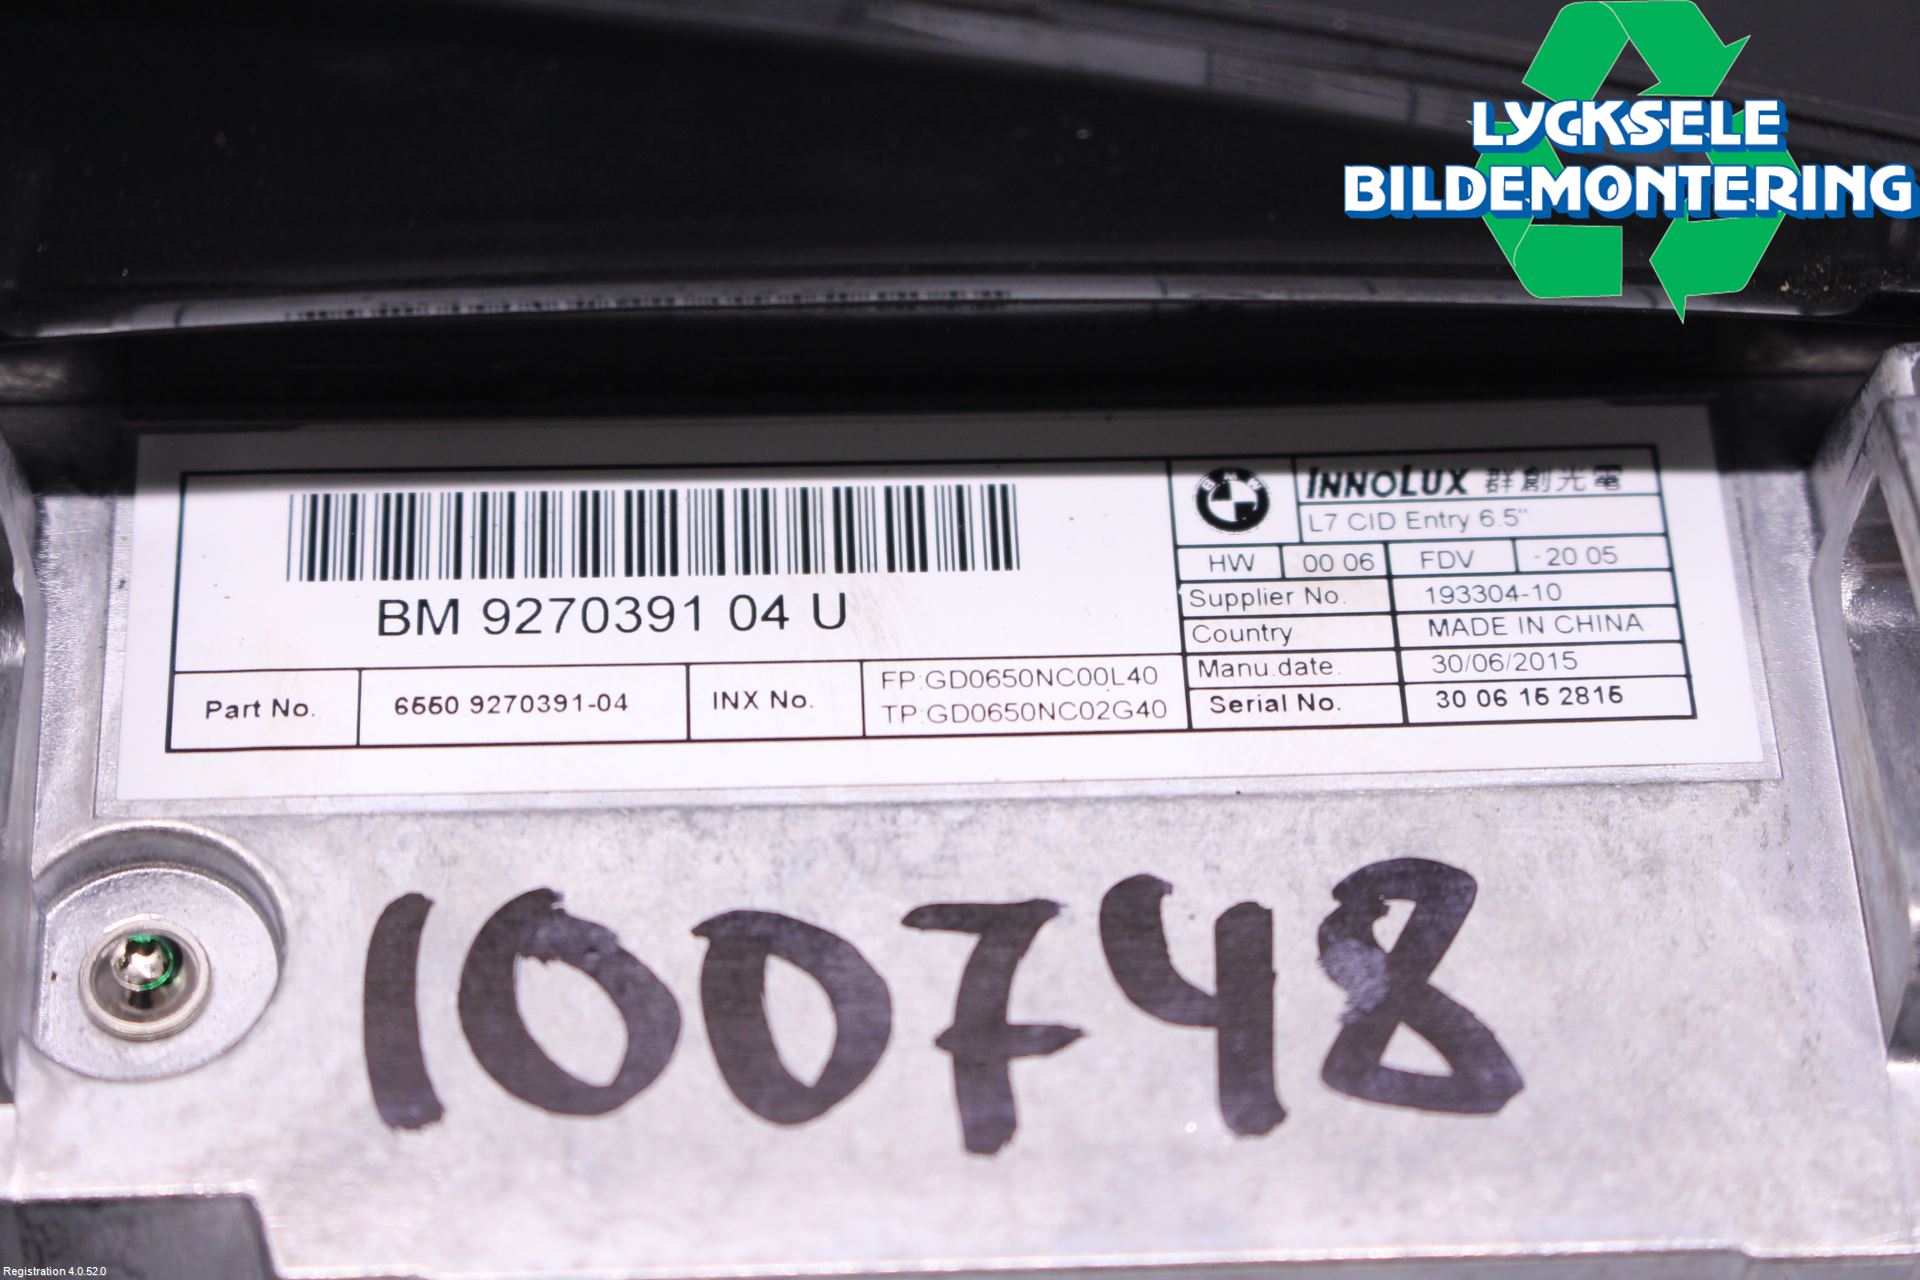 LYCKSELE
BILDEMONTERING
BMW
INNOLUX 群創光電
L7 CID Entry 6.5"
HW 00 06 FDV -20 05
Supplier No. 193304-10
Country MADE IN CHINA
Manu.date. 30/06/2015
Serial No. 30 06 15 2815
BM 9270391 04 U
Part No. 6550 9270391-04 INX No. FP:GD0650NC00L40
TP:GD0650NC02G40
100748
Registration 4.0.52.0